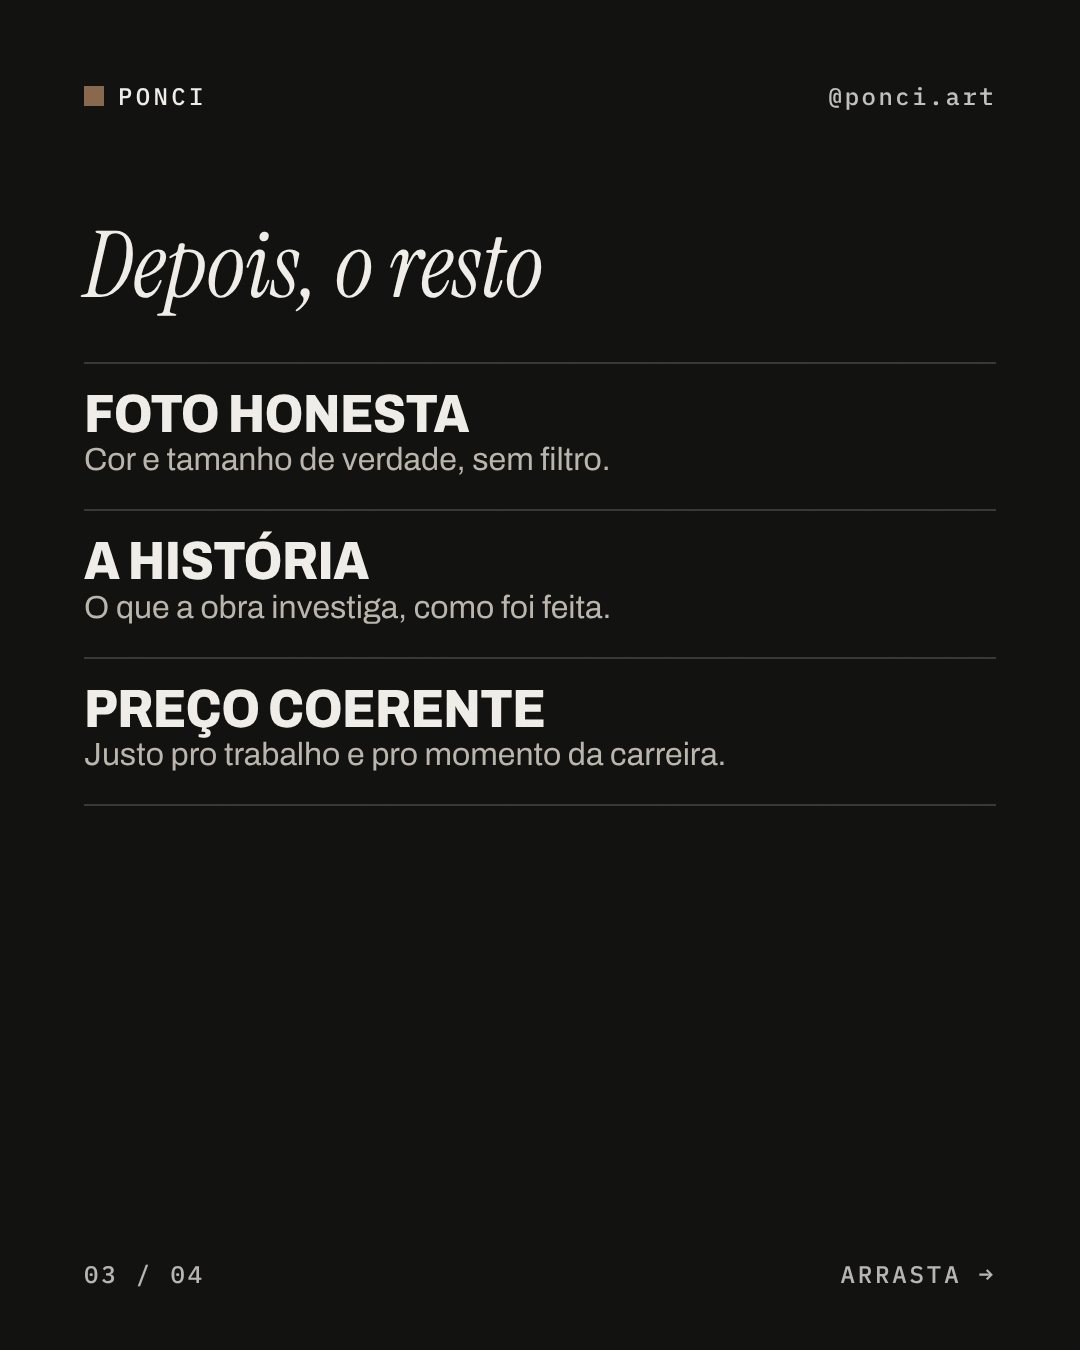 PONCI
@ponci.art
Depois, o resto
FOTO HONESTA
Cor e tamanho de verdade, sem filtro.
A HISTÓRIA
O que a obra investiga, como foi feita.
PREÇO COERENTE
Justo pro trabalho e pro momento da carreira.
03 / 04
ARRASTA →